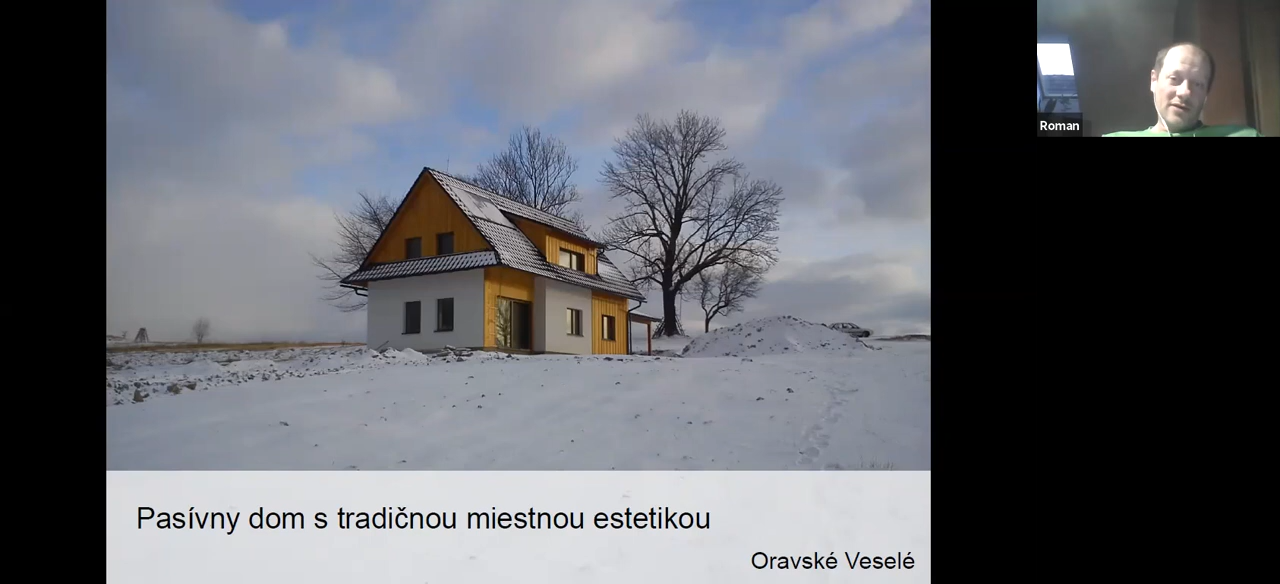 Roman
Pasívny dom s tradičnou miestnou estetikou
Oravské Veselé